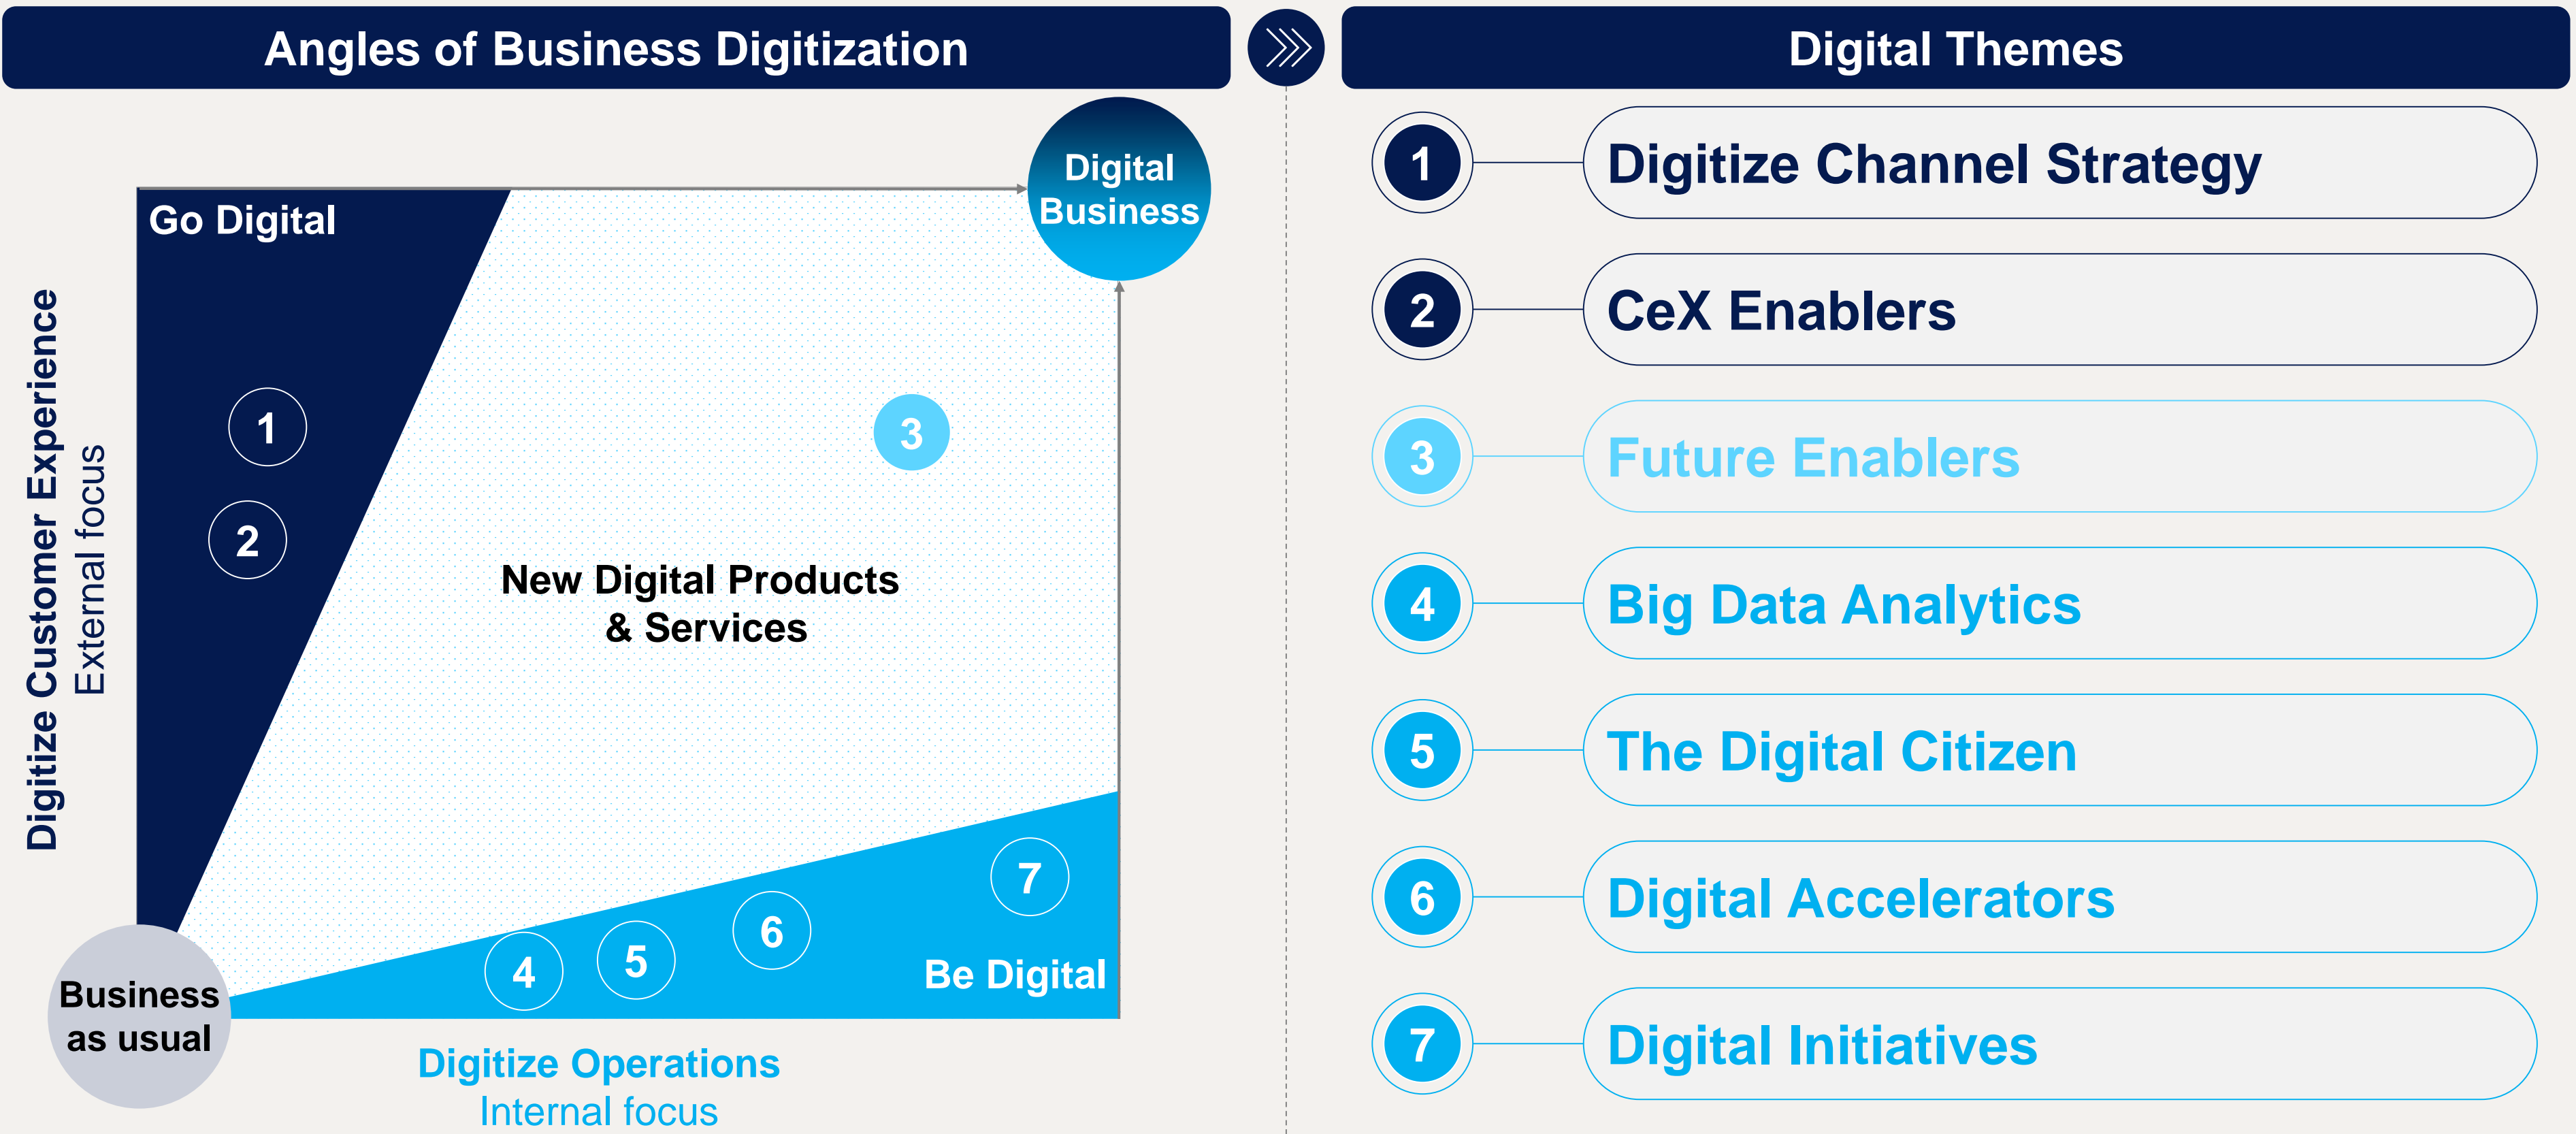 Angles of Business Digitization
Digital Themes
Digital
Business
Go Digital
Digitize Customer Experience
External focus
1
2
3
New Digital Products
& Services
7
6
5
4
Be Digital
Business
as usual
Digitize Operations
Internal focus
1
Digitize Channel Strategy
2
CeX Enablers
3
Future Enablers
4
Big Data Analytics
5
The Digital Citizen
6
Digital Accelerators
7
Digital Initiatives